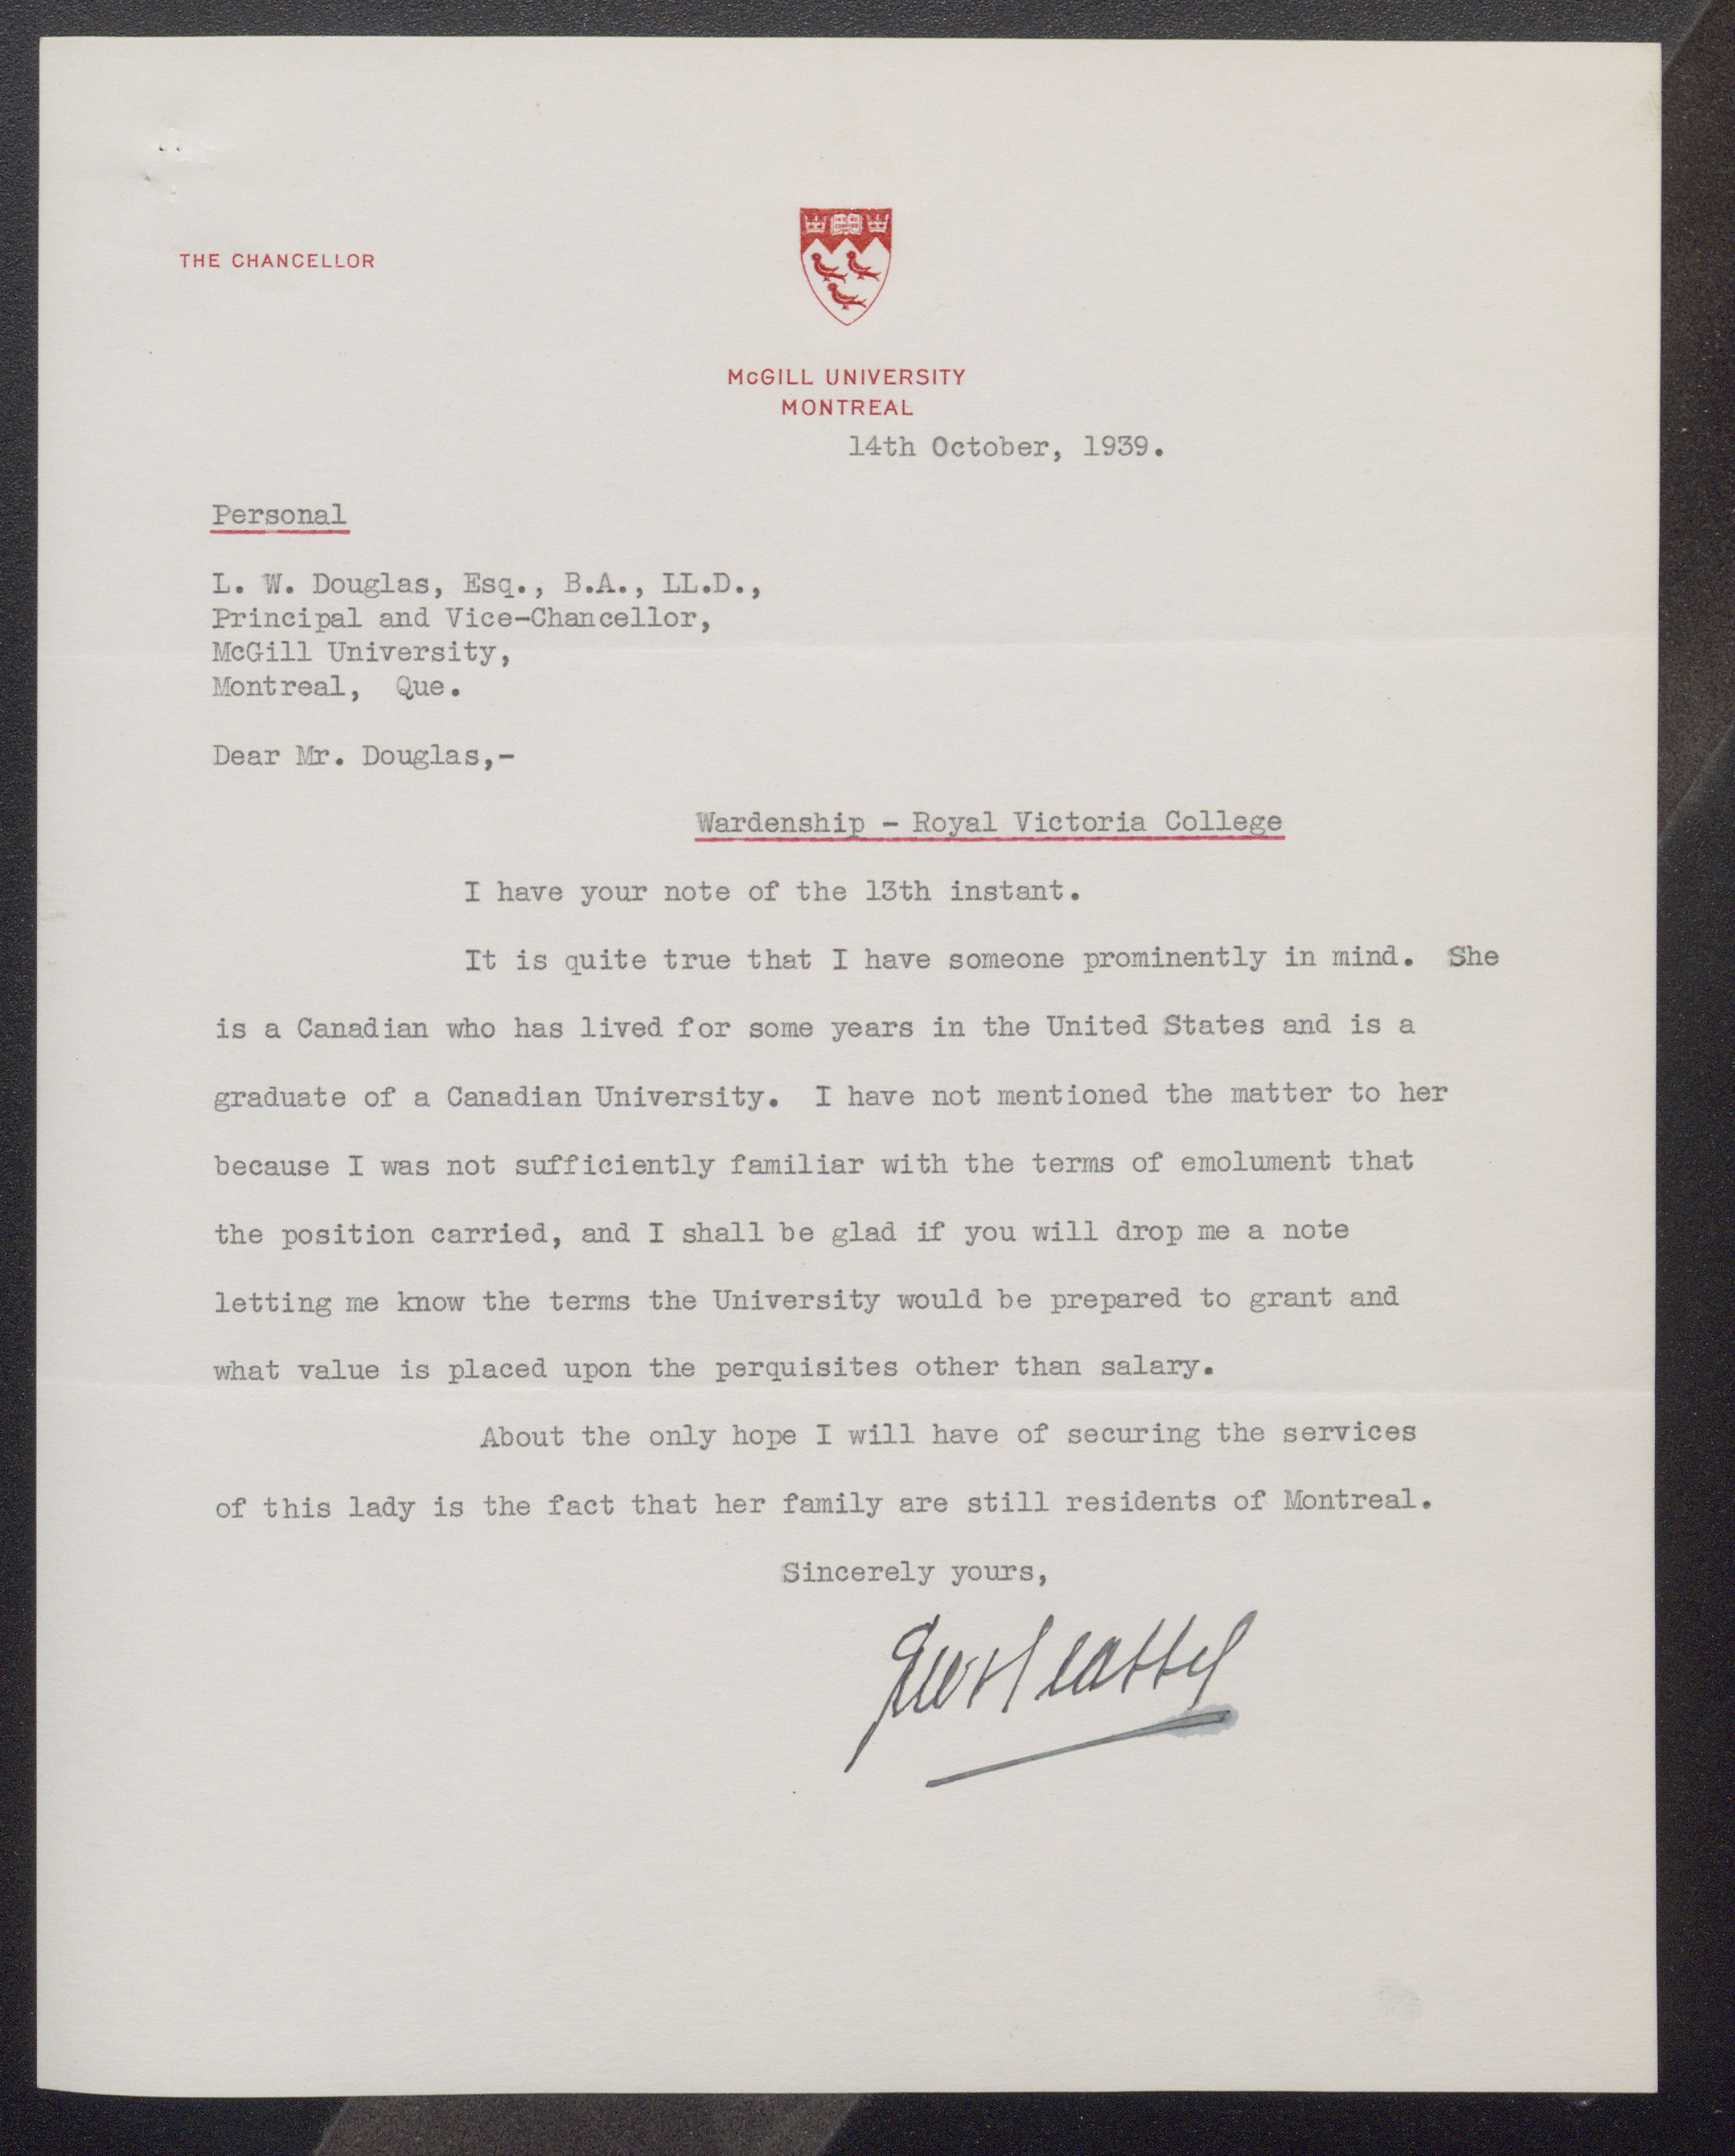 THE CHANCELLOR
McGILL UNIVERSITY
MONTREAL
14th October, 1939.
Personal
L. W. Douglas, Esq., B.A., LL.D.,
Principal and Vice-Chancellor,
McGill University,
Montreal, Que.
Dear Mr. Douglas,-
Wardenship - Royal Victoria College
I have your note of the 13th instant.
It is quite true that I have someone prominently in mind. She
is a Canadian who has lived for some years in the United States and is a
graduate of a Canadian University. I have not mentioned the matter to her
because I was not sufficiently familiar with the terms of emolument that
the position carried, and I shall be glad if you will drop me a note
letting me know the terms the University would be prepared to grant and
what value is placed upon the perquisites other than salary.
About the only hope I will have of securing the services
of this lady is the fact that her family are still residents of Montreal.
Sincerely yours,